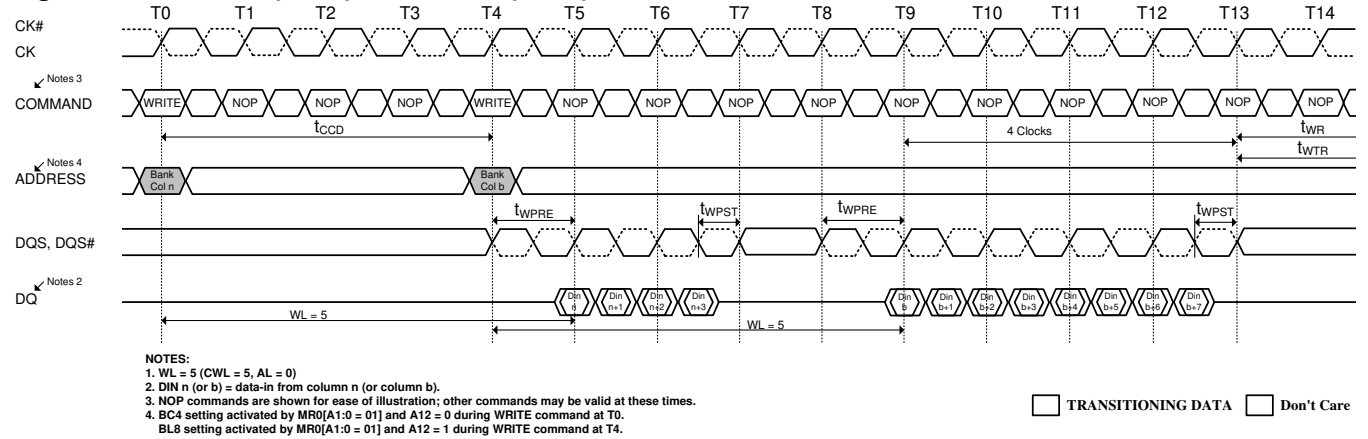 T0 T1 T2 T3 T4 T5 T6 T7 T8 T9 T10 T11 T12 T13 T14
CK#
CK
Notes 3
COMMAND WRITE NOP NOP NOP WRITE NOP NOP NOP NOP NOP NOP NOP NOP NOP NOP
tCCD 4 Clocks tWR
tWTR
Notes 4
ADDRESS Bank Col n Bank Col b
tWPRE tWPST tWPRE tWPST
DQS, DQS#
Notes 2
DQ Din n Din n+1 Din n+2 Din n+3 Din b Din b+1 Din b+2 Din b+3 Din b+4 Din b+5 Din b+6 Din b+7
WL = 5 WL = 5
NOTES:
1. WL = 5 (CWL = 5, AL = 0)
2. DIN n (or b) = data-in from column n (or column b).
3. NOP commands are shown for ease of illustration; other commands may be valid at these times.
4. BC4 setting activated by MR0[A1:0 = 01] and A12 = 0 during WRITE command at T0.
BL8 setting activated by MR0[A1:0 = 01] and A12 = 1 during WRITE command at T4.
TRANSITIONING DATA Don't Care